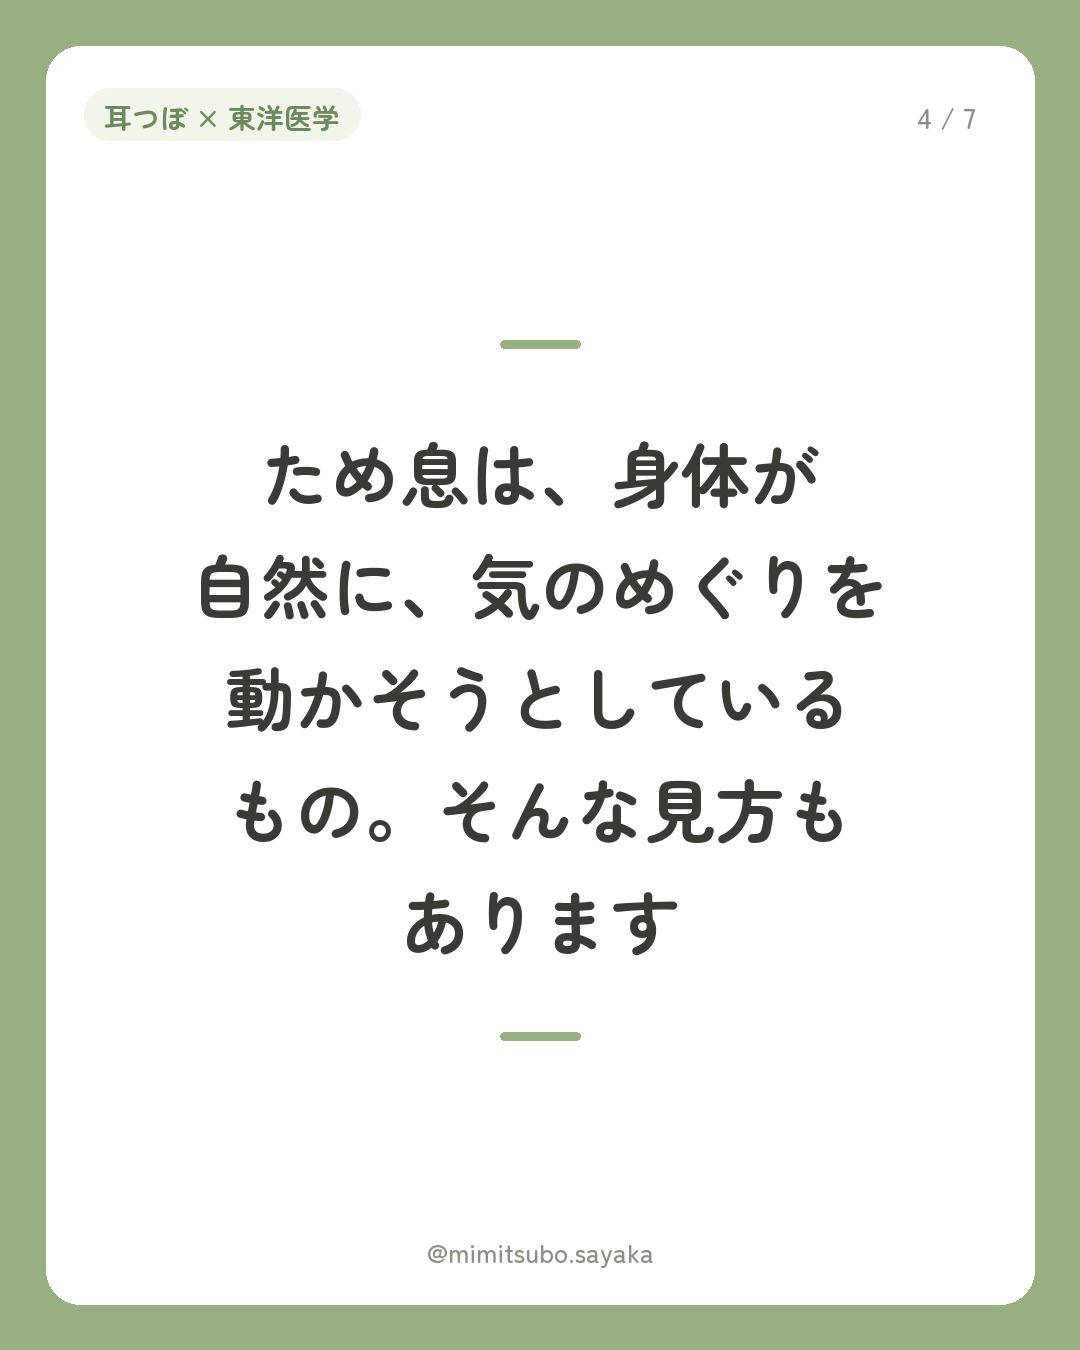 耳つぼ × 東洋医学
4 / 7
ため息は、身体が
自然に、気のめぐりを
動かそうとしている
もの。そんな見方も
あります
@mimitsubo.sayaka